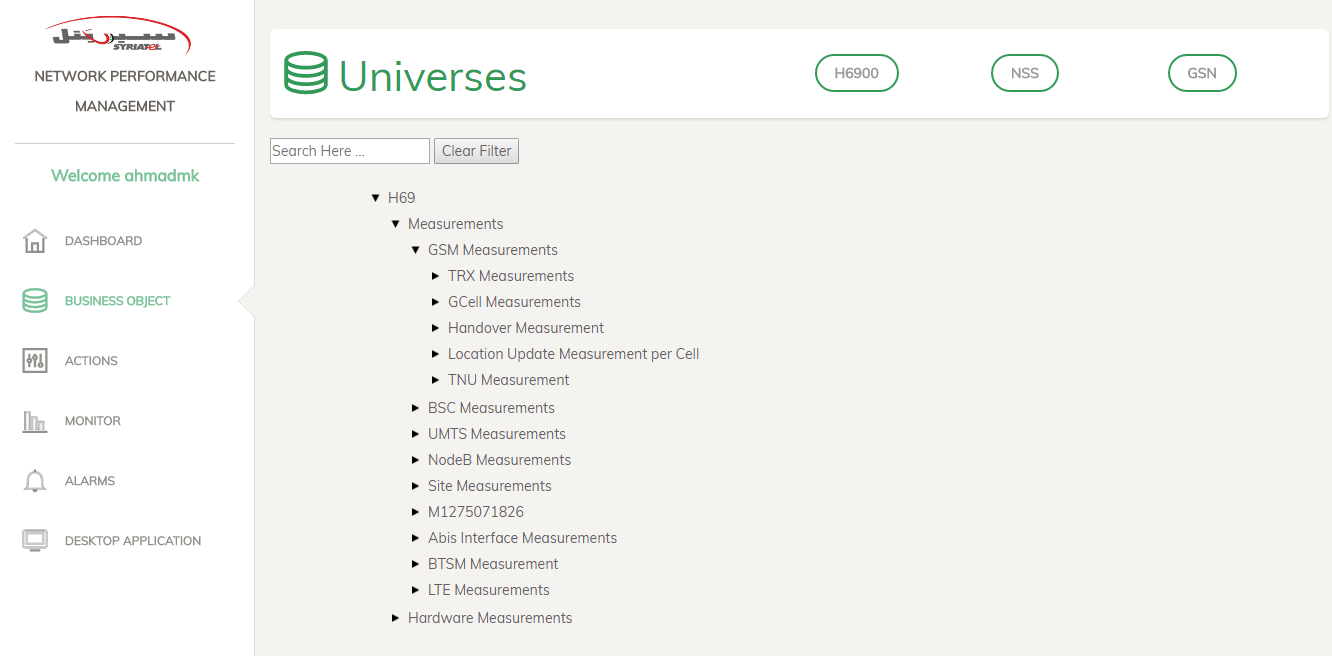 سيريتل
SYRIATEL
NETWORK PERFORMANCE
MANAGEMENT
Welcome ahmadmk
DASHBOARD
BUSINESS OBJECT
ACTIONS
MONITOR
ALARMS
DESKTOP APPLICATION
Universes
H6900
NSS
GSN
Search Here ...
Clear Filter
H69
Measurements
GSM Measurements
TRX Measurements
GCell Measurements
Handover Measurement
Location Update Measurement per Cell
TNU Measurement
BSC Measurements
UMTS Measurements
NodeB Measurements
Site Measurements
M1275071826
Abis Interface Measurements
BTSM Measurement
LTE Measurements
Hardware Measurements